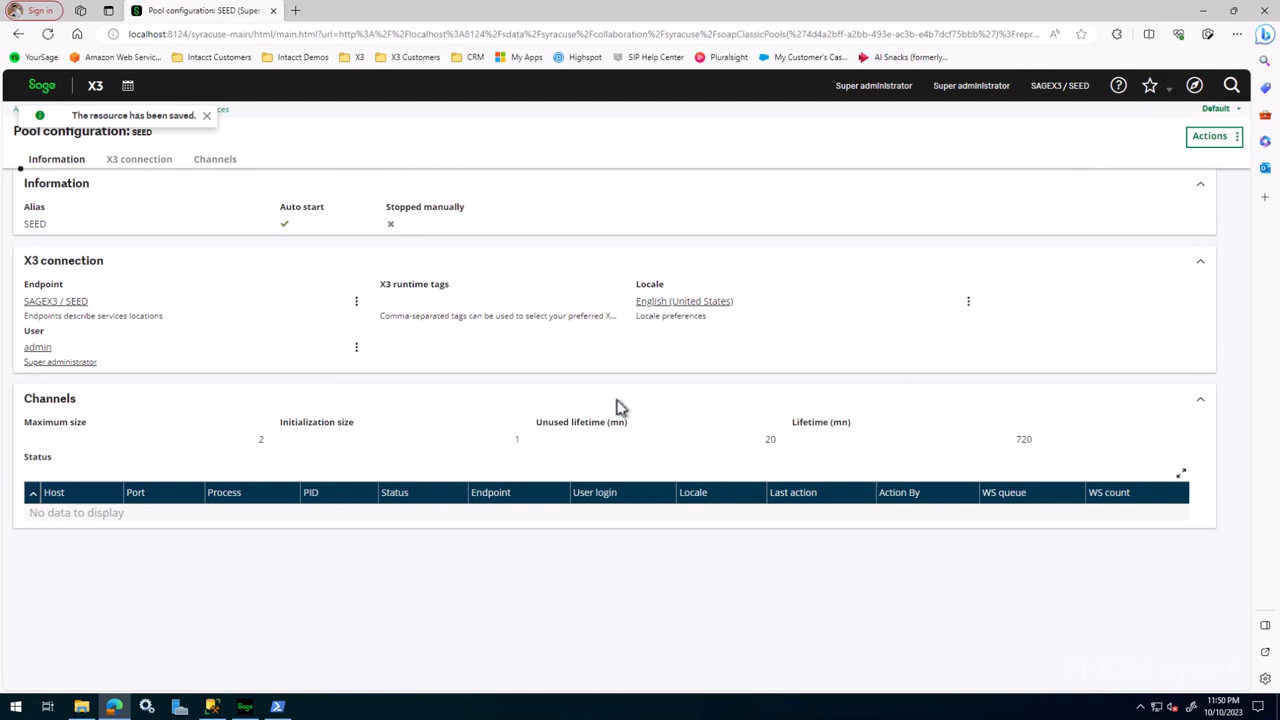 Sign in
Pool configuration: SEED (Super
localhost:8124/syracuse-main/html/main.html?url=http%3A%2F%2Flocalhost%3A8124%2Fsdata%2Fsyracuse%2Fcollaboration%2Fsyracuse%2FsoapClassicPools(%274d4a2bff-a2bb-493e-ac3b-e4b7dcf75bbb%27)%3Frepr...
YourSage
Amazon Web Servic...
Intacct Customers
Intacct Demos
X3
X3 Customers
CRM
My Apps
Highspot
SIP Help Center
Pluralsight
My Customer's Cas...
AI Snacks (formerly...
Sage
X3
Super administrator
Super administrator
SAGEX3 / SEED
The resource has been saved.
Default
Pool configuration: SEED
Actions
Information
X3 connection
Channels
Information
Alias
Auto start
Stopped manually
SEED
X3 connection
Endpoint
X3 runtime tags
Locale
SAGEX3 / SEED
English (United States)
Endpoints describe services locations
Comma-separated tags can be used to select your preferred X...
Locale preferences
User
admin
Super administrator
Channels
Maximum size
Initialization size
Unused lifetime (mn)
Lifetime (mn)
2
1
20
720
Status
Host
Port
Process
PID
Status
Endpoint
User login
Locale
Last action
Action By
WS queue
WS count
No data to display
11:50 PM
10/10/2023